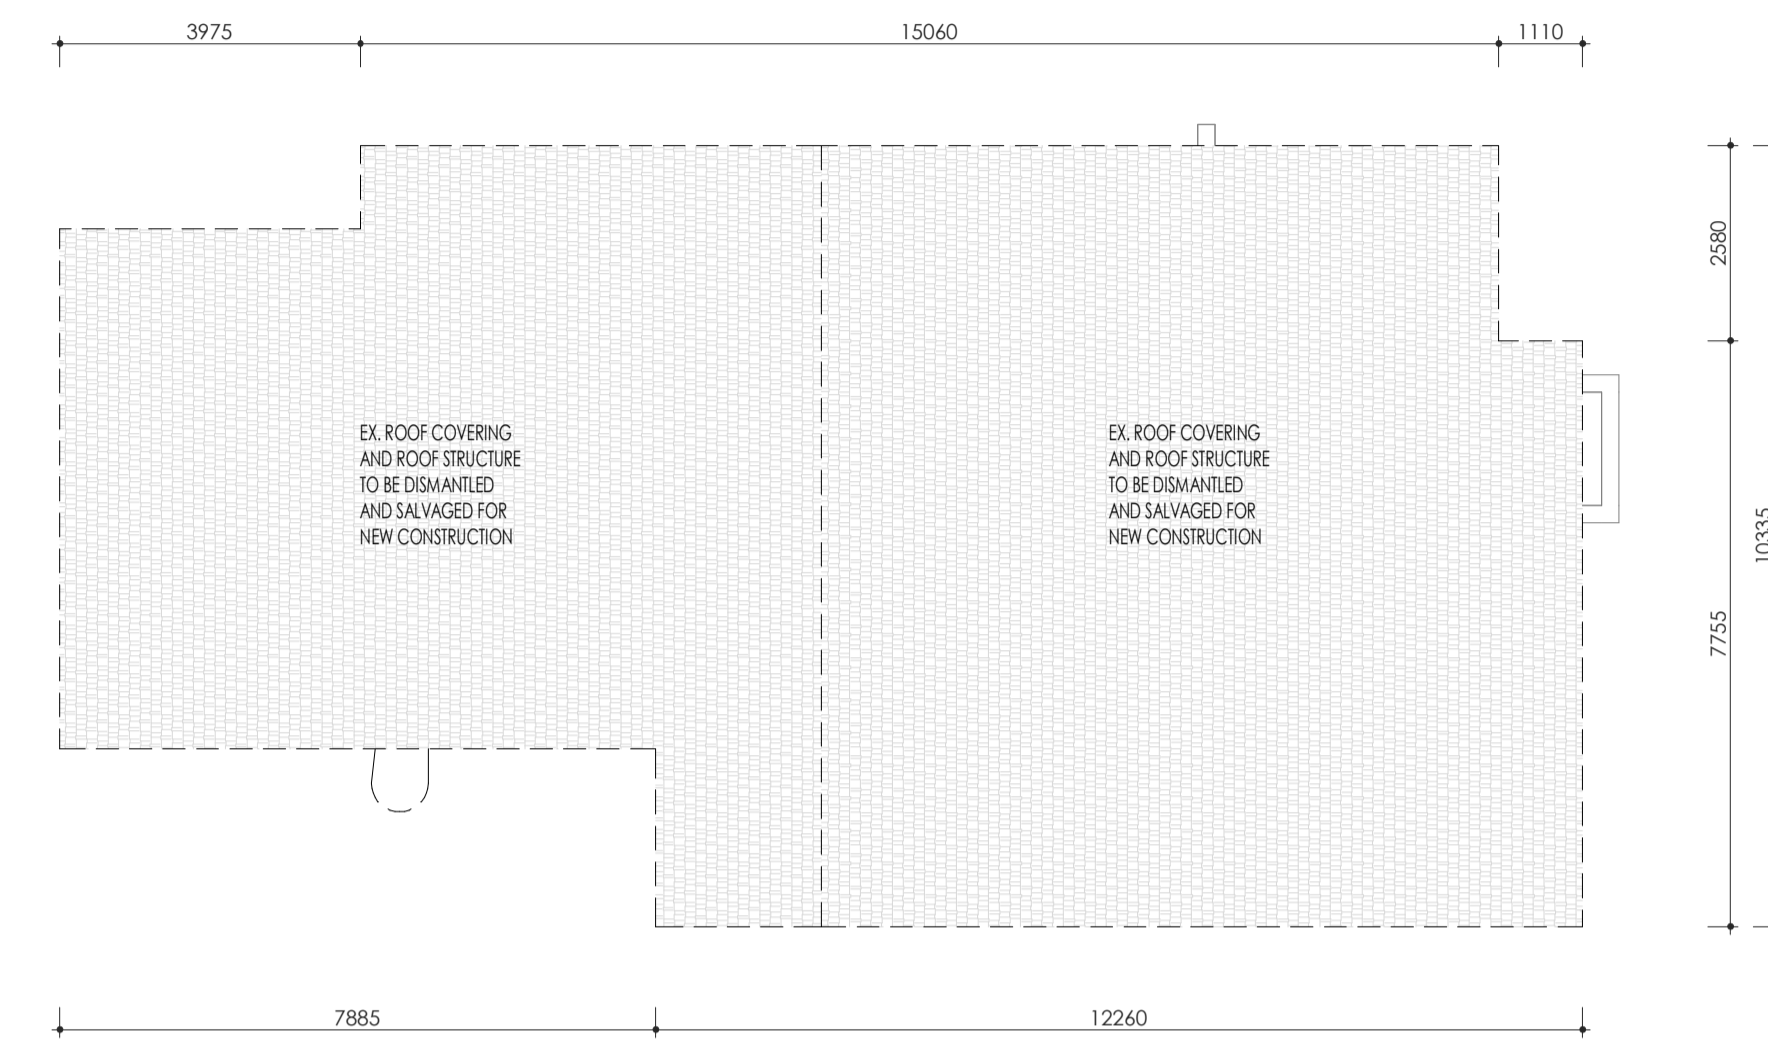 3975
15060
1110
2580
EX. ROOF COVERING
AND ROOF STRUCTURE
TO BE DISMANTLED
AND SALVAGED FOR
NEW CONSTRUCTION
EX. ROOF COVERING
AND ROOF STRUCTURE
TO BE DISMANTLED
AND SALVAGED FOR
NEW CONSTRUCTION
10335
7755
7885
12260